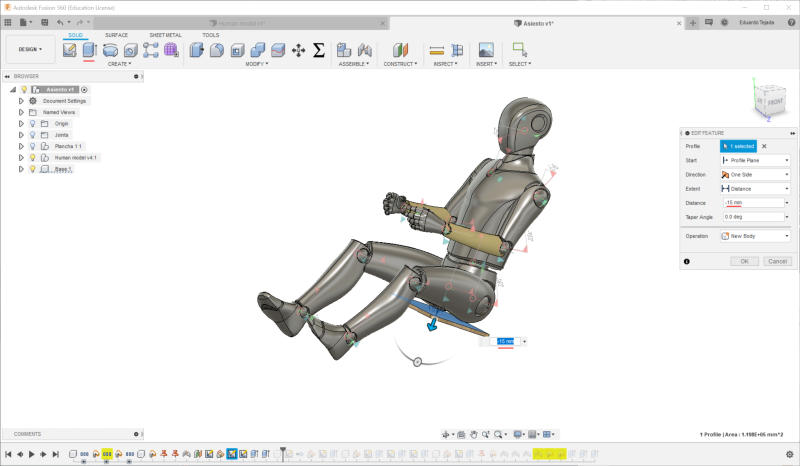 Autodesk Fusion 360 (Education License)
Human model v4*
Asiento v1*
Eduardo Tejada
DESIGN
SOLID SURFACE SHEET METAL TOOLS
CREATE MODIFY ASSEMBLE CONSTRUCT INSPECT INSERT SELECT
BROWSER
Asiento v1
Document Settings
Named Views
Origin
Joints
Plancha 1:1
Human model v4:1
Base:1
FRONT
EDIT FEATURE
Profile 1 selected
Start Profile Plane
Direction One Side
Extent Distance
Distance -15 mm
Taper Angle 0.0 deg
Operation New Body
OK Cancel
-15 mm
COMMENTS
1 Profile | Area : 1.198E+05 mm^2